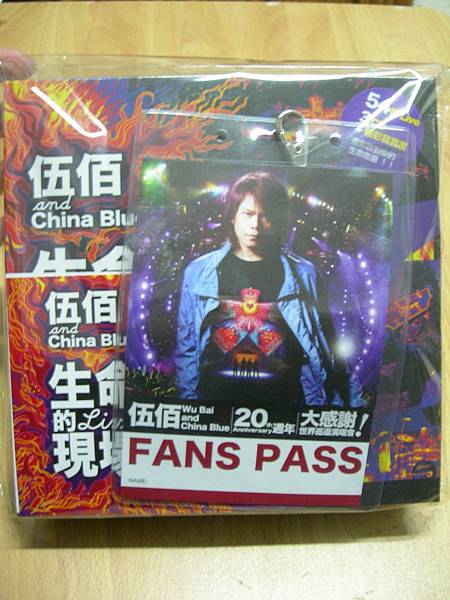 伍佰
and
China Blue
伍佰
and
China Blue
生命
的Live
現場
Live
伍佰
Wu Bai
and
China Blue
20th
Anniversary
週年
大感謝!
世界巡迴演唱會
FANS PASS
NAME: